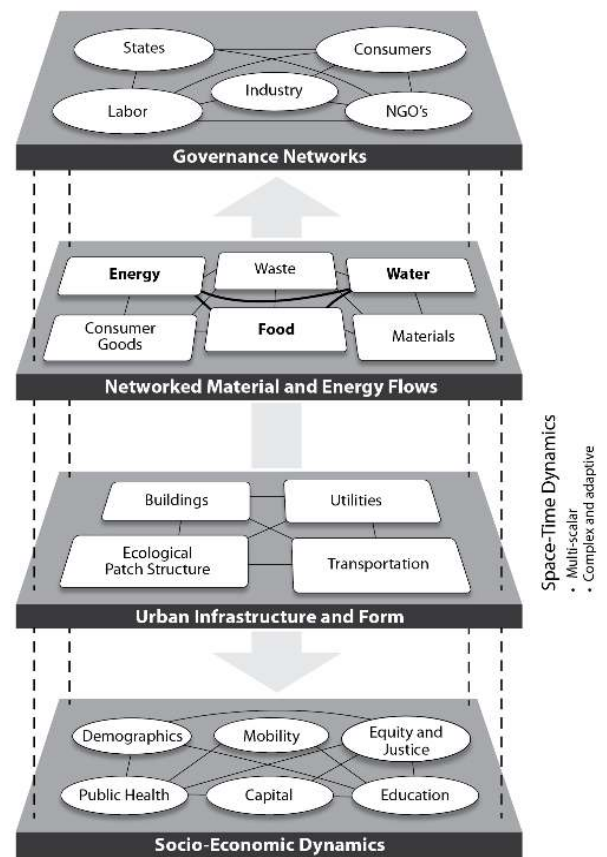 States
Consumers
Industry
Labor
NGO's
Governance Networks
Energy
Waste
Water
Consumer
Goods
Food
Materials
Networked Material and Energy Flows
Buildings
Utilities
Ecological
Patch Structure
Transportation
Urban Infrastructure and Form
Demographics
Mobility
Equity and
Justice
Public Health
Capital
Education
Socio-Economic Dynamics
Space-Time Dynamics
• Multi-scalar
• Complex and adaptive